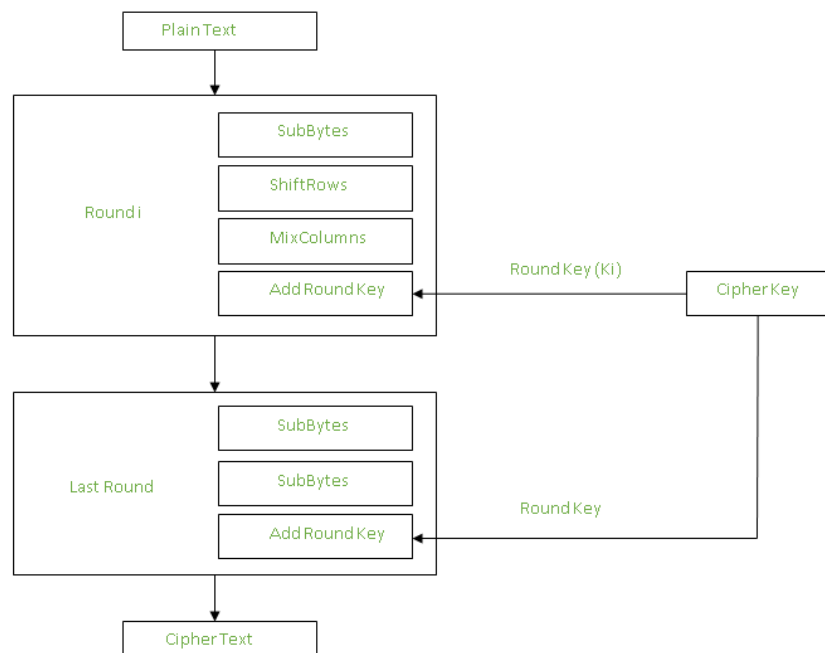 Plain Text
SubBytes
ShiftRows
Round i
MixColumns
Add Round Key
Round Key (Ki)
Cipher Key
SubBytes
Last Round
SubBytes
Add Round Key
Round Key
Cipher Text